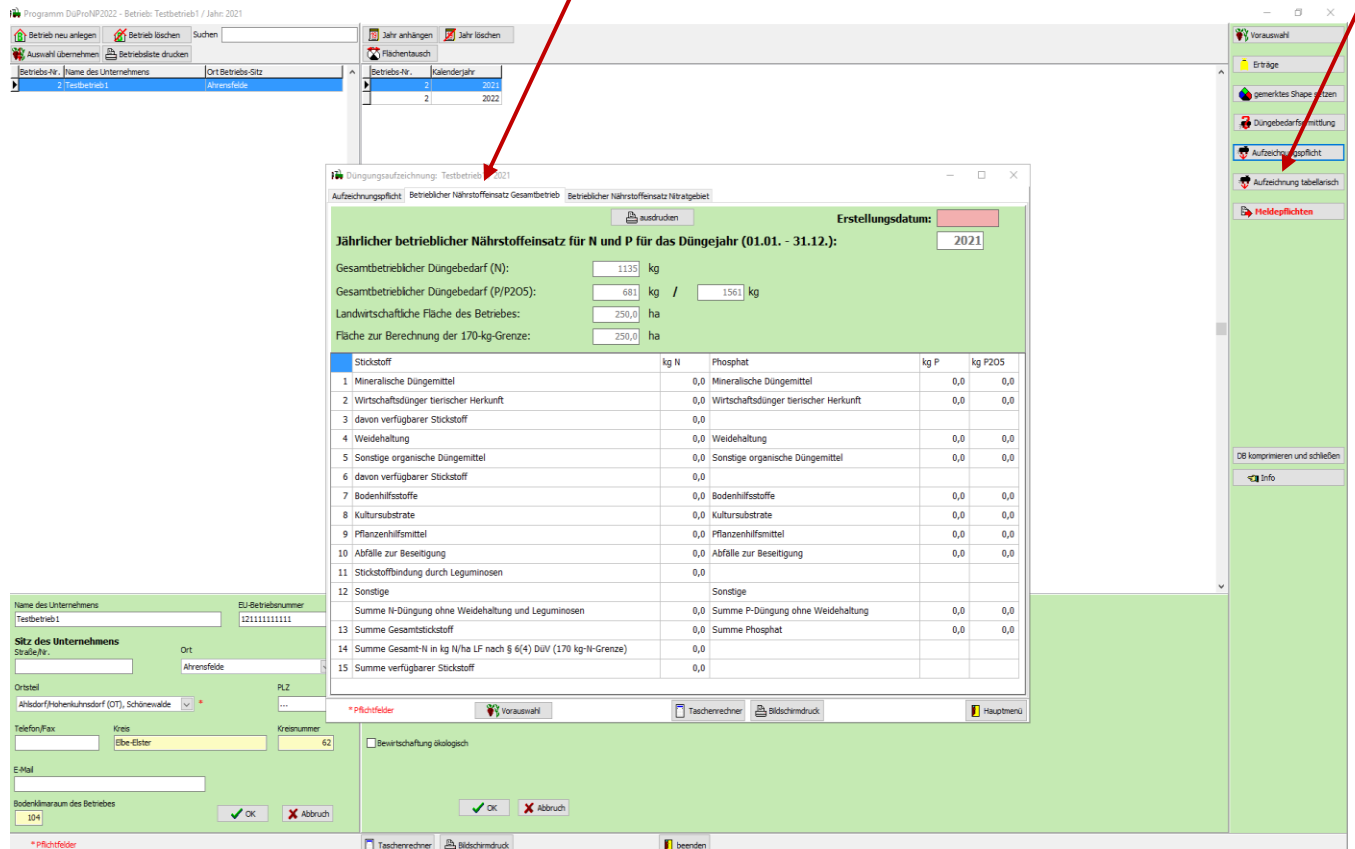 Programm DüProNP2022 - Betrieb: Testbetrieb1 / Jahr: 2021
Betrieb neu anlegen Betrieb löschen Suchen
Auswahl übernehmen Betriebsliste drucken
Betriebs-Nr. Name des Unternehmens Ort Betriebs-Sitz
2 Testbetrieb1 Ahrensfelde
Jahr anhängen Jahr löschen
Flächentausch
Betriebs-Nr. Kalenderjahr
2 2021
2 2022
Vorauswahl
Erträge
gemerktes Shape setzen
Düngebedarfsermittlung
Aufzeichnungspflicht
Aufzeichnung tabellarisch
Meldepflichten
DB komprimieren und schließen
Info
Düngungsaufzeichnung: Testbetrieb 2021
Aufzeichnungspflicht Betrieblicher Nährstoffeinsatz Gesamtbetrieb Betrieblicher Nährstoffeinsatz Nitratgebiet
ausdrucken Erstellungsdatum:
Jährlicher betrieblicher Nährstoffeinsatz für N und P für das Düngejahr (01.01. - 31.12.): 2021
Gesamtbetrieblicher Düngebedarf (N): 1135 kg
Gesamtbetrieblicher Düngebedarf (P/P2O5): 681 kg / 1561 kg
Landwirtschaftliche Fläche des Betriebes: 250,0 ha
Fläche zur Berechnung der 170-kg-Grenze: 250,0 ha
Stickstoff kg N Phosphat kg P kg P2O5
1 Mineralische Düngemittel 0,0 Mineralische Düngemittel 0,0 0,0
2 Wirtschaftsdünger tierischer Herkunft 0,0 Wirtschaftsdünger tierischer Herkunft 0,0 0,0
3 davon verfügbarer Stickstoff 0,0
4 Weidehaltung 0,0 Weidehaltung 0,0 0,0
5 Sonstige organische Düngemittel 0,0 Sonstige organische Düngemittel 0,0 0,0
6 davon verfügbarer Stickstoff 0,0
7 Bodenhilfsstoffe 0,0 Bodenhilfsstoffe 0,0 0,0
8 Kultursubstrate 0,0 Kultursubstrate 0,0 0,0
9 Pflanzenhilfsmittel 0,0 Pflanzenhilfsmittel 0,0 0,0
10 Abfälle zur Beseitigung 0,0 Abfälle zur Beseitigung 0,0 0,0
11 Stickstoffbindung durch Leguminosen 0,0
12 Sonstige Sonstige
Summe N-Düngung ohne Weidehaltung und Leguminosen 0,0 Summe P-Düngung ohne Weidehaltung 0,0 0,0
13 Summe Gesamtstickstoff 0,0 Summe Phosphat 0,0 0,0
14 Summe Gesamt-N in kg N/ha LF nach § 6(4) DüV (170 kg-N-Grenze) 0,0
15 Summe verfügbarer Stickstoff 0,0
* Pflichtfelder Vorauswahl Taschenrechner Bildschirmdruck Hauptmenü
Name des Unternehmens EU-Betriebsnummer
Testbetrieb1 121111111111
Sitz des Unternehmens
Straße/Nr. Ort
Ahrensfelde
Ortsteil PLZ
Ahlsdorf/Hohenkuhnsdorf (OT), Schönewalde * ...
Telefon/Fax Kreis Kreisnummer
Elbe-Elster 62
E-Mail
Bodenklimaraum des Betriebes
104 OK Abbruch
Bewirtschaftung ökologisch
OK Abbruch
* Pflichtfelder Taschenrechner Bildschirmdruck beenden